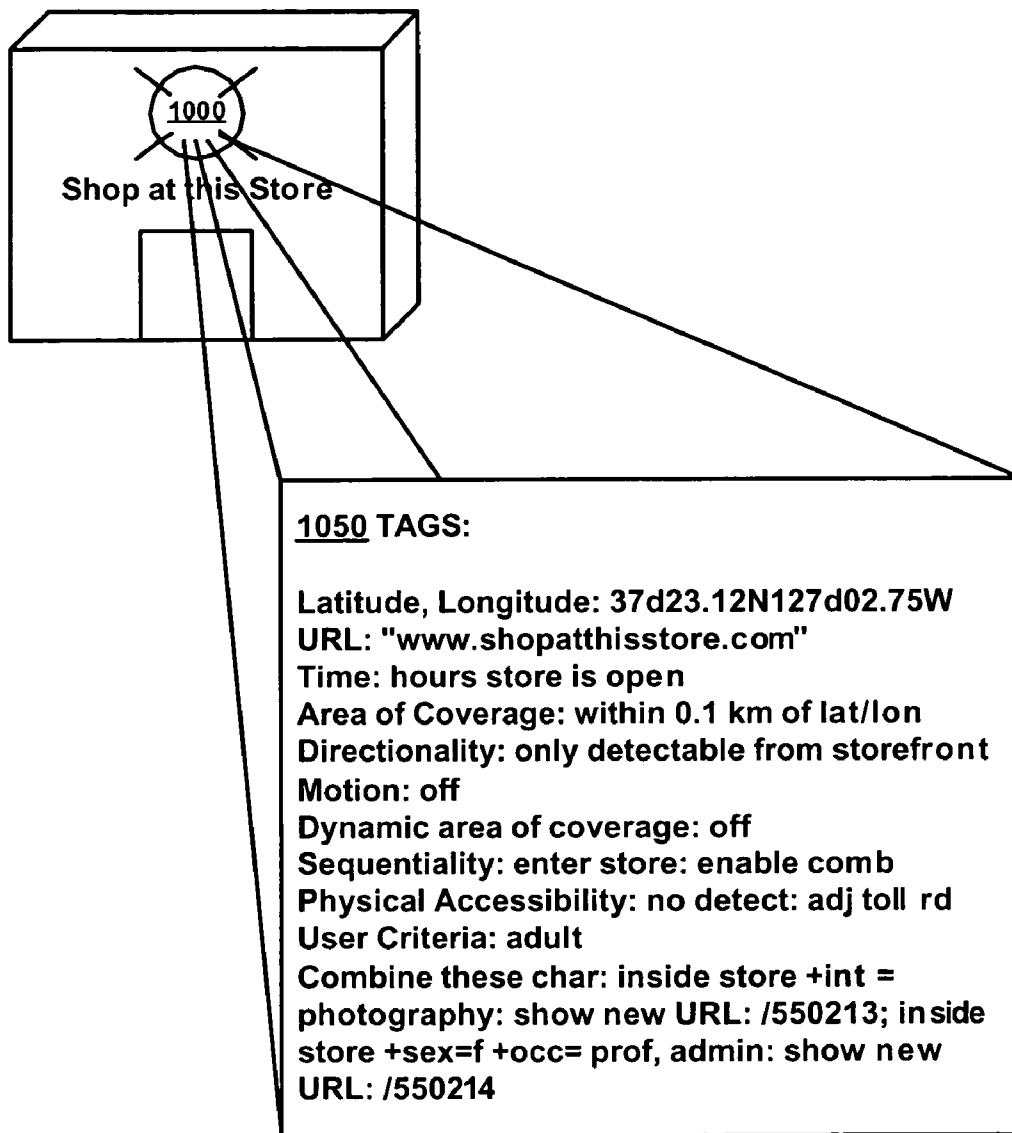 1000
Shop at this Store
1050 TAGS:
Latitude, Longitude: 37d23.12N127d02.75W
URL: "www.shopatthisstore.com"
Time: hours store is open
Area of Coverage: within 0.1 km of lat/lon
Directionality: only detectable from storefront
Motion: off
Dynamic area of coverage: off
Sequentiality: enter store: enable comb
Physical Accessibility: no detect: adj toll rd
User Criteria: adult
Combine these char: inside store +int =
photography: show new URL: /550213; inside
store +sex=f +occ= prof, admin: show new
URL: /550214